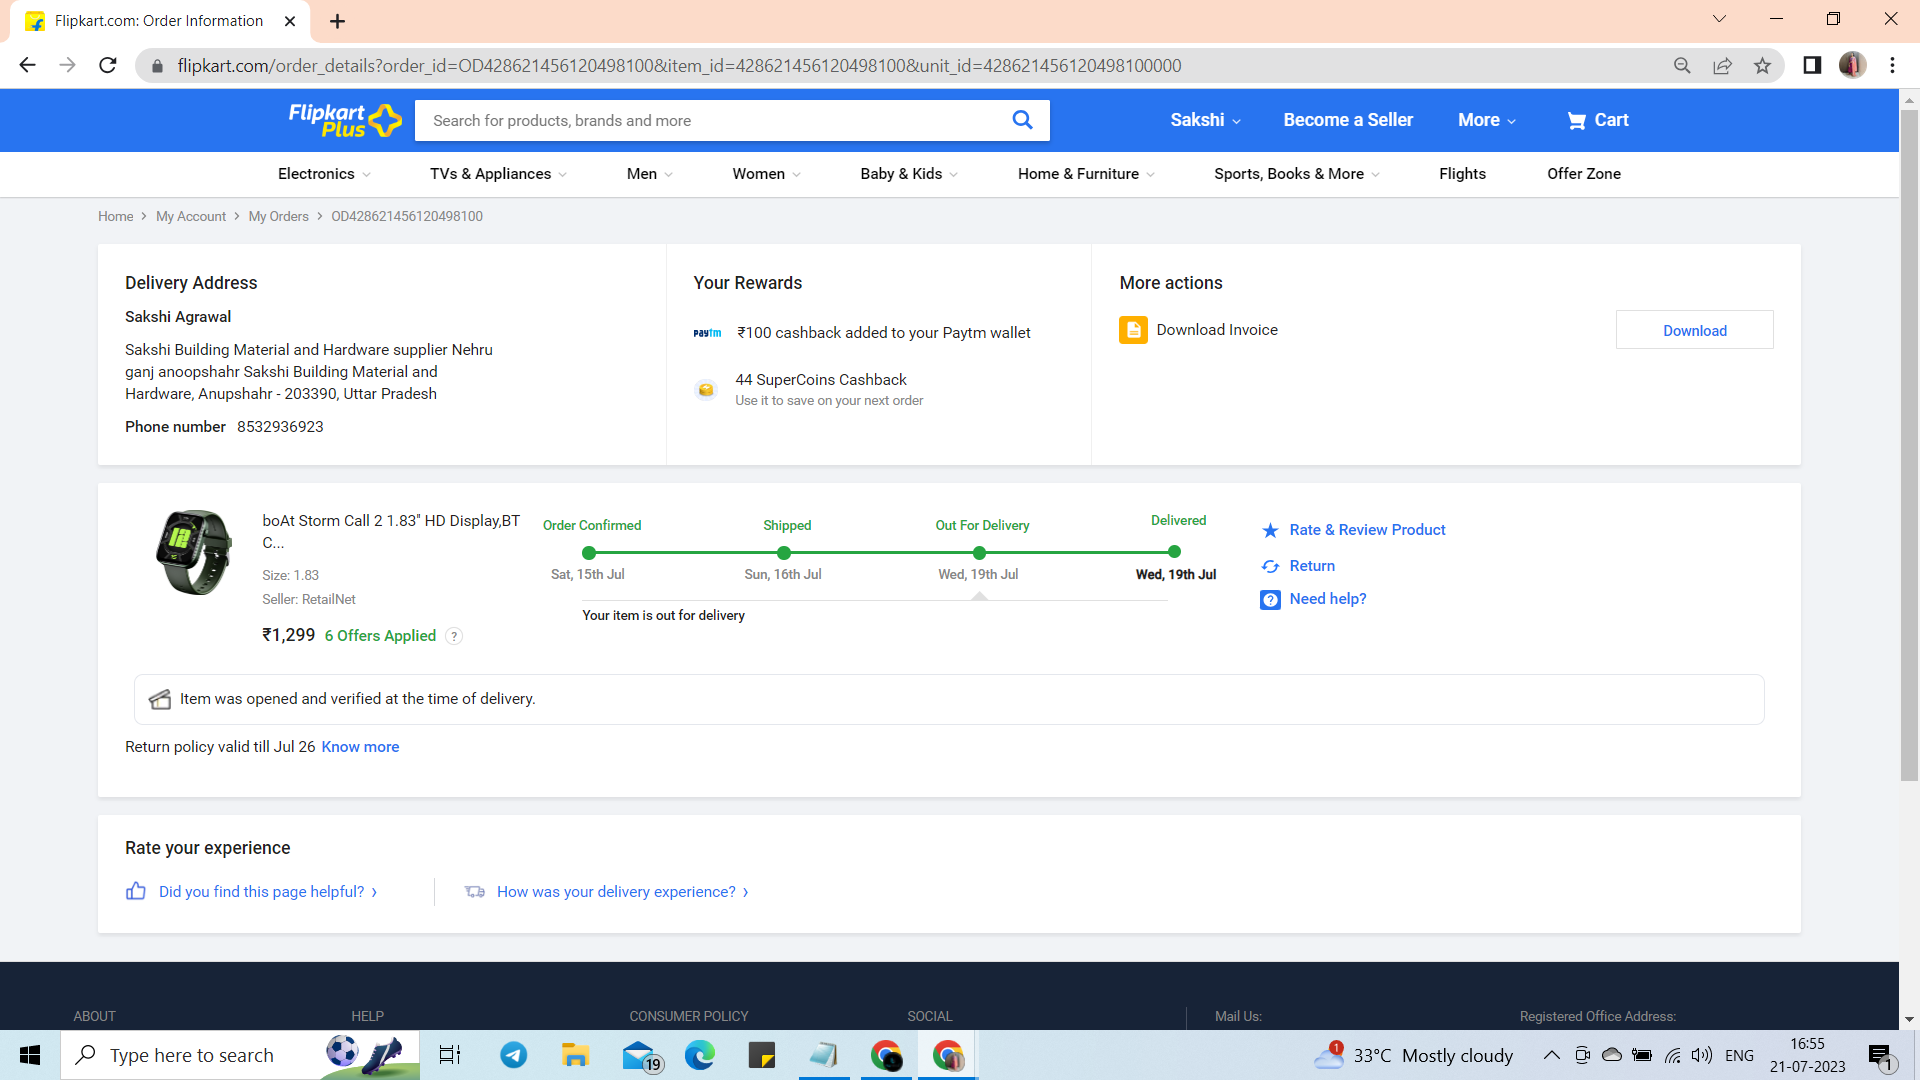 Flipkart.com: Order Information
flipkart.com/order_details?order_id=OD428621456120498100&item_id=428621456120498100&unit_id=428621456120498100000
Flipkart
Plus
Search for products, brands and more
Sakshi
Become a Seller
More
Cart
Electronics
TVs & Appliances
Men
Women
Baby & Kids
Home & Furniture
Sports, Books & More
Flights
Offer Zone
Home > My Account > My Orders > OD428621456120498100
Delivery Address
Sakshi Agrawal
Sakshi Building Material and Hardware supplier Nehru
ganj anoopshahr Sakshi Building Material and
Hardware, Anupshahr - 203390, Uttar Pradesh
Phone number 8532936923
Your Rewards
paytm ₹100 cashback added to your Paytm wallet
44 SuperCoins Cashback
Use it to save on your next order
More actions
Download Invoice
Download
boAt Storm Call 2 1.83" HD Display,BT
C...
Size: 1.83
Seller: RetailNet
₹1,299 6 Offers Applied ?
Order Confirmed
Sat, 15th Jul
Shipped
Sun, 16th Jul
Out For Delivery
Wed, 19th Jul
Delivered
Wed, 19th Jul
Your item is out for delivery
Rate & Review Product
Return
Need help?
Item was opened and verified at the time of delivery.
Return policy valid till Jul 26 Know more
Rate your experience
Did you find this page helpful? >
How was your delivery experience? >
ABOUT
HELP
CONSUMER POLICY
SOCIAL
Mail Us:
Registered Office Address:
Type here to search
19
1
33°C Mostly cloudy
ENG
16:55
21-07-2023
1